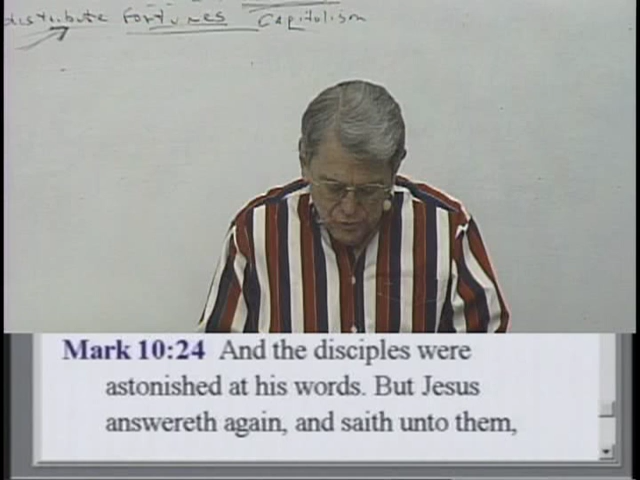 distribute Fortunes Capitolism
Mark 10:24 And the disciples were
astonished at his words. But Jesus
answereth again, and saith unto them,